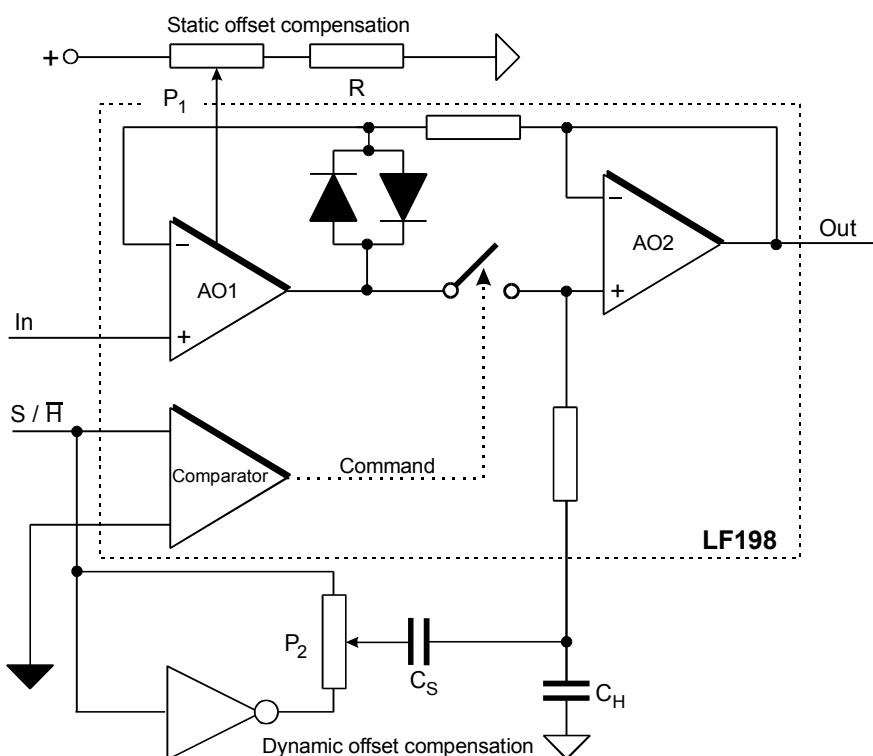 Static offset compensation
+
P1
R
−
AO1
+
In
−
AO2
+
Out
S / H̅
Comparator
Command
LF198
P2
CS
CH
Dynamic offset compensation